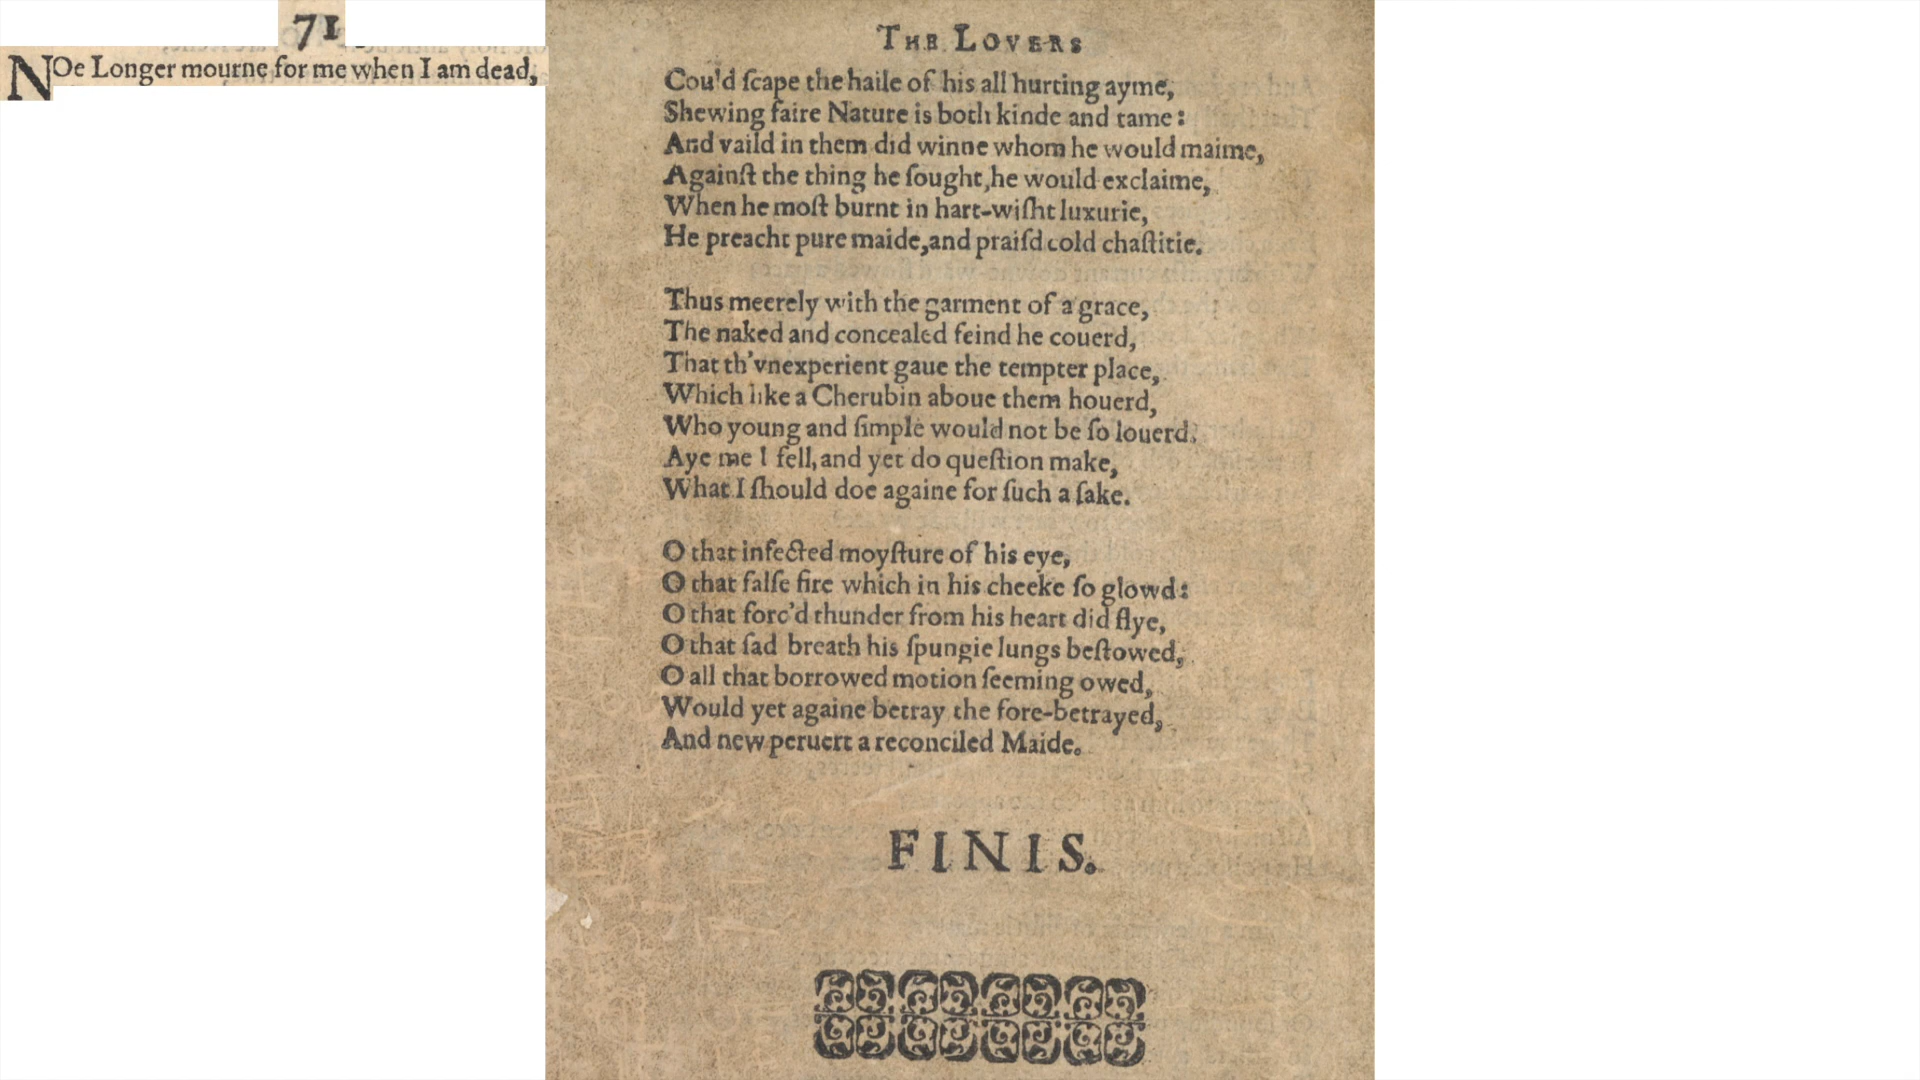 71
NOe Longer mourne for me when I am dead,
THE LOVERS
Cou'd ſcape the haile of his all hurting ayme,
Shewing faire Nature is both kinde and tame:
And vaild in them did winne whom he would maime,
Againſt the thing he ſought,he would exclaime,
When he moſt burnt in hart-wiſht luxurie,
He preacht pure maide,and praiſd cold chaſtitie.
Thus meerely with the garment of a grace,
The naked and concealed feind he couerd,
That th'vnexperient gaue the tempter place,
Which like a Cherubin aboue them houerd,
Who young and ſimple would not be ſo louerd.
Aye me I fell,and yet do queſtion make,
What I ſhould doe againe for ſuch a ſake.
O that infected moyſture of his eye,
O that falſe fire which in his cheeke ſo glowd:
O that forc'd thunder from his heart did flye,
O that ſad breath his ſpungie lungs beſtowed,
O all that borrowed motion ſeeming owed,
Would yet againe betray the fore-betrayed,
And new peruert a reconciled Maide.
FINIS.